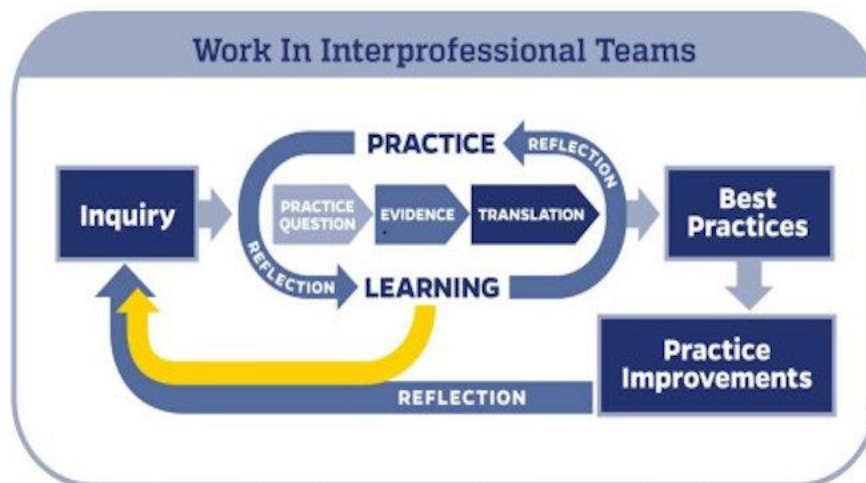 Work In Interprofessional Teams
PRACTICE
REFLECTION
Inquiry
PRACTICE
QUESTION
EVIDENCE
TRANSLATION
Best
Practices
REFLECTION
LEARNING
Practice
Improvements
REFLECTION